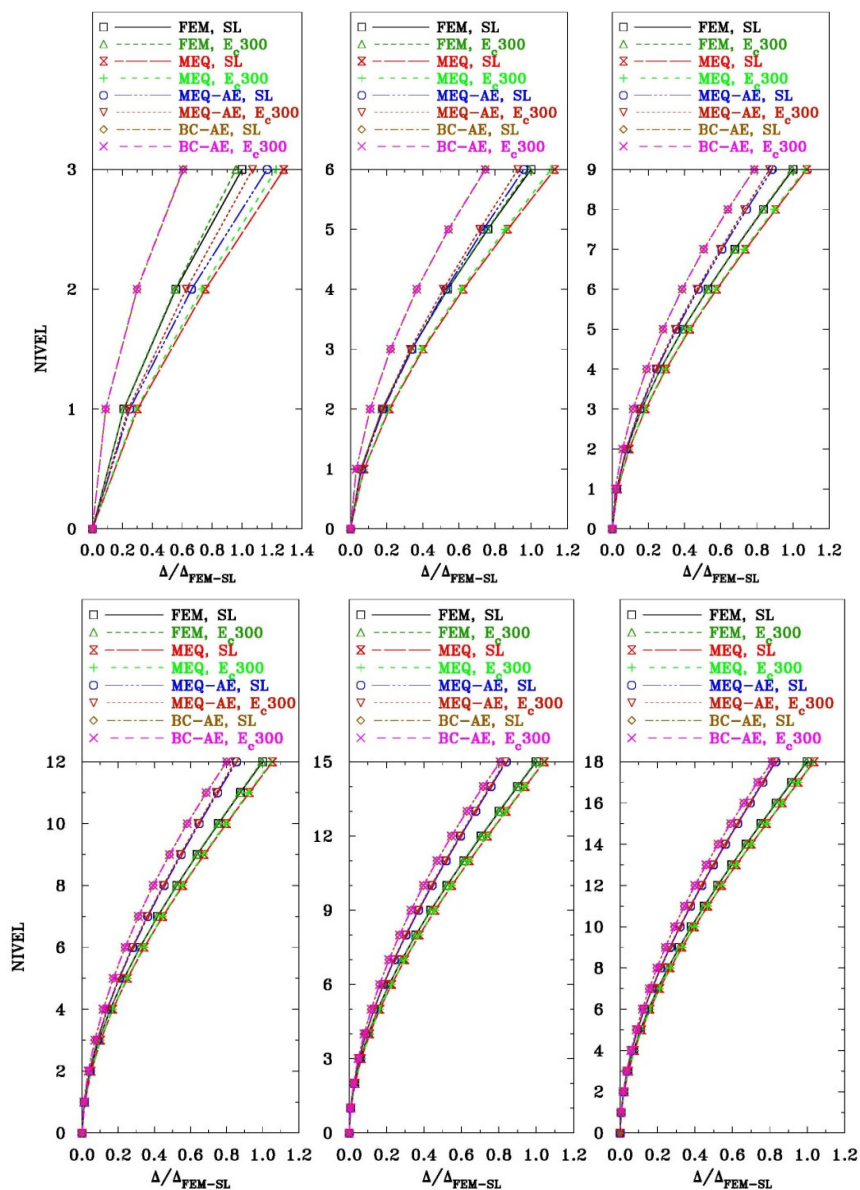 FEM, SL
FEM, E_c300
MEQ, SL
MEQ, E_c300
MEQ-AE, SL
MEQ-AE, E_c300
BC-AE, SL
BC-AE, E_c300
3
2
1
0
NIVEL
0.0 0.2 0.4 0.6 0.8 1.0 1.2 1.4
Δ/Δ_FEM-SL
FEM, SL
FEM, E_c300
MEQ, SL
MEQ, E_c300
MEQ-AE, SL
MEQ-AE, E_c300
BC-AE, SL
BC-AE, E_c300
6
5
4
3
2
1
0
0.0 0.2 0.4 0.6 0.8 1.0 1.2
Δ/Δ_FEM-SL
FEM, SL
FEM, E_c300
MEQ, SL
MEQ, E_c300
MEQ-AE, SL
MEQ-AE, E_c300
BC-AE, SL
BC-AE, E_c300
9
8
7
6
5
4
3
2
1
0
0.0 0.2 0.4 0.6 0.8 1.0 1.2
Δ/Δ_FEM-SL
FEM, SL
FEM, E_c300
MEQ, SL
MEQ, E_c300
MEQ-AE, SL
MEQ-AE, E_c300
BC-AE, SL
BC-AE, E_c300
12
10
8
6
4
3
2
1
0
NIVEL
0.0 0.2 0.4 0.6 0.8 1.0 1.2
Δ/Δ_FEM-SL
FEM, SL
FEM, E_c300
MEQ, SL
MEQ, E_c300
MEQ-AE, SL
MEQ-AE, E_c300
BC-AE, SL
BC-AE, E_c300
15
12
9
6
3
0
0.0 0.2 0.4 0.6 0.8 1.0 1.2
Δ/Δ_FEM-SL
FEM, SL
FEM, E_c300
MEQ, SL
MEQ, E_c300
MEQ-AE, SL
MEQ-AE, E_c300
BC-AE, SL
BC-AE, E_c300
18
16
14
12
10
8
6
4
2
0
0.0 0.2 0.4 0.6 0.8 1.0 1.2
Δ/Δ_FEM-SL